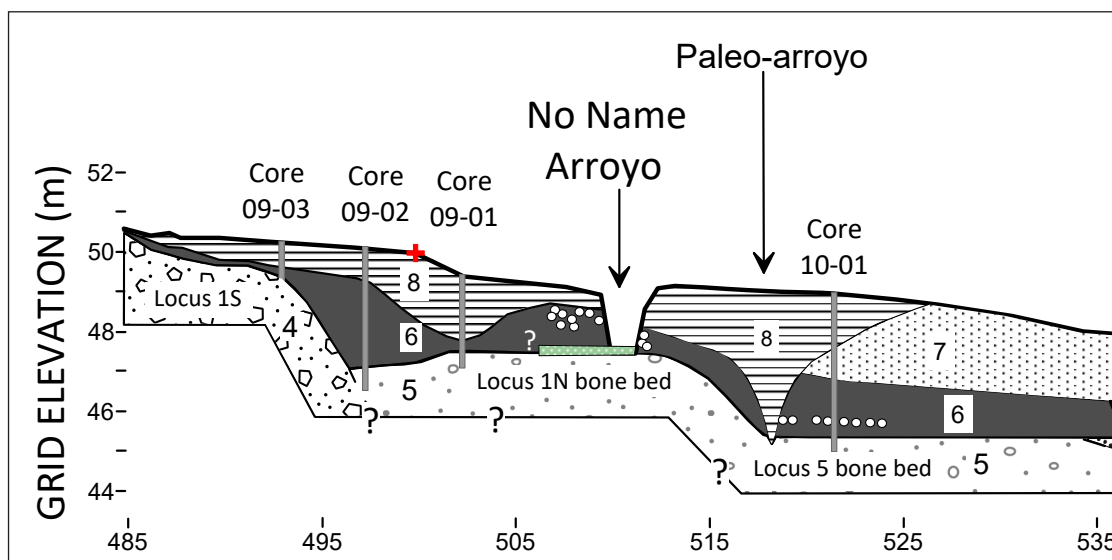 Paleo-arroyo
No Name
Arroyo
Core
09-03
Core
09-02
Core
09-01
Core
10-01
GRID ELEVATION (m)
52
50
48
46
44
8
8
7
Locus 1S
4
6
?
6
5
Locus 1N bone bed
Locus 5 bone bed
5
?
?
?
485
495
505
515
525
535